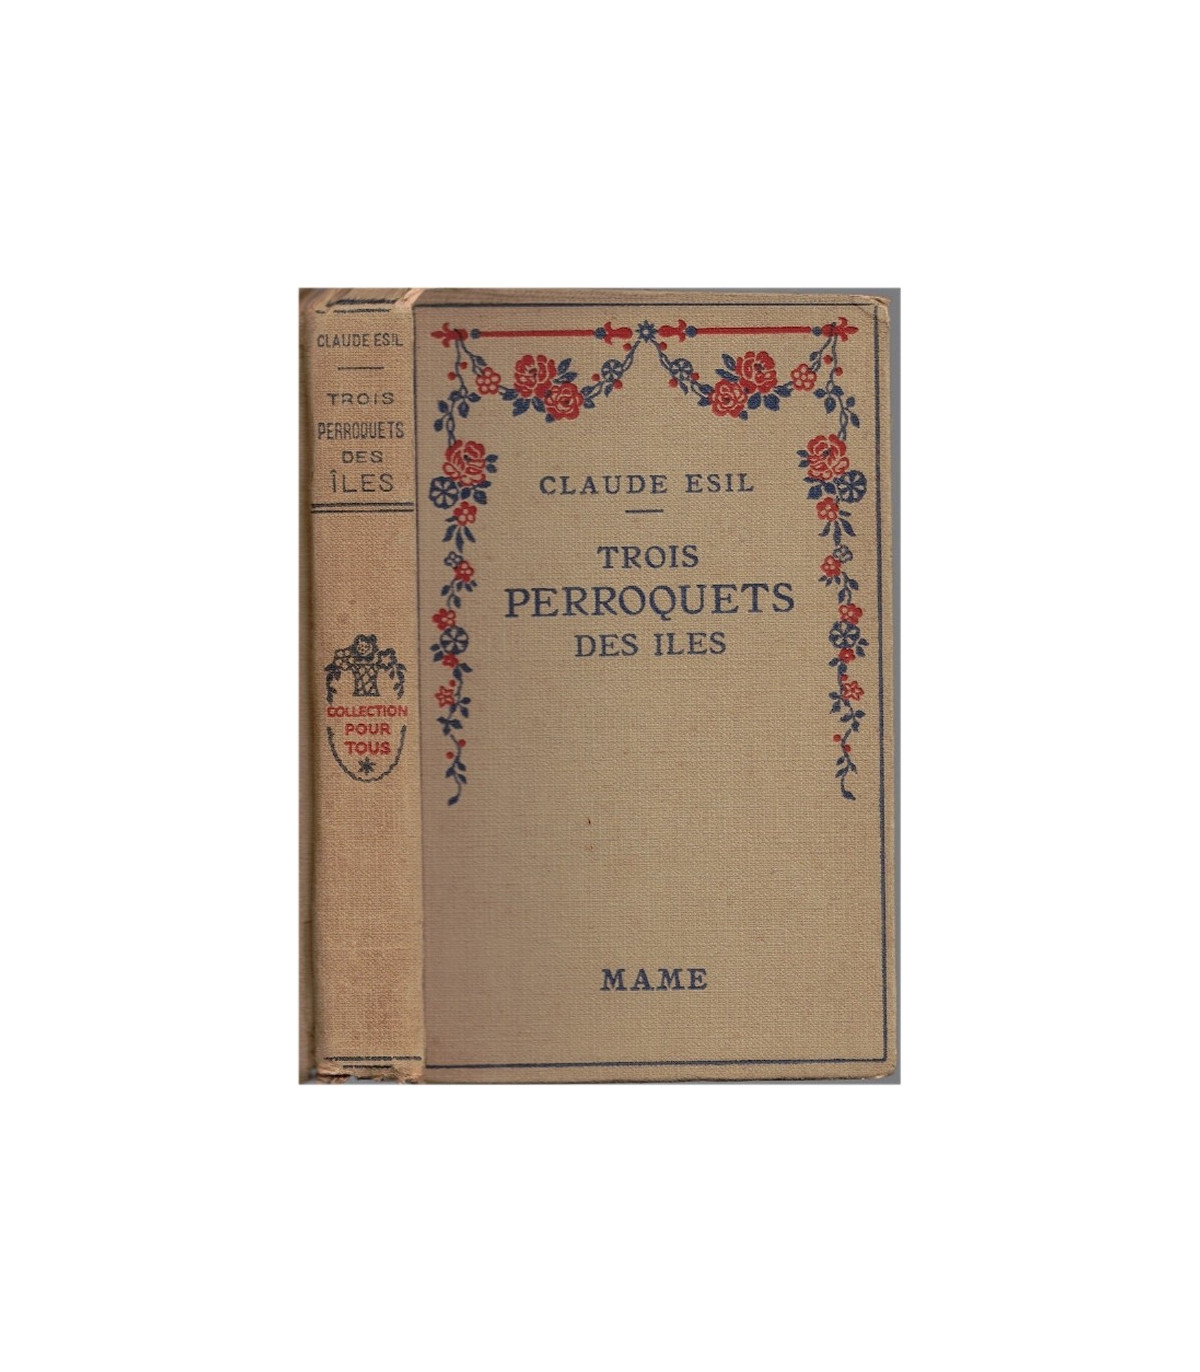 CLAUDE ESIL
TROIS
PERROQUETS
DES
ÎLES
COLLECTION
POUR
TOUS
CLAUDE ESIL
TROIS
PERROQUETS
DES ILES
MAME